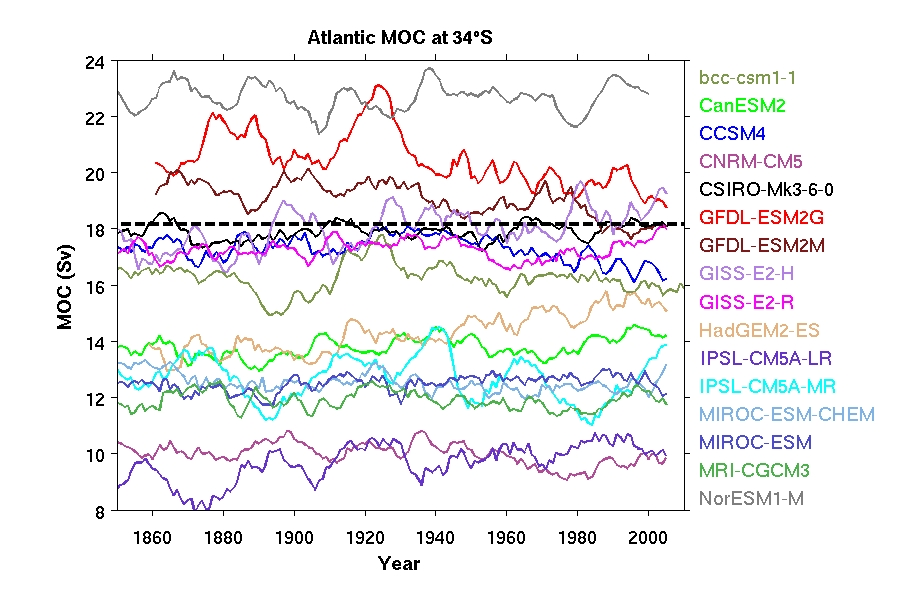 Atlantic MOC at 34°S
24
22
20
18
16
14
12
10
8
MOC (Sv)
1860 1880 1900 1920 1940 1960 1980 2000
Year
bcc-csm1-1
CanESM2
CCSM4
CNRM-CM5
CSIRO-Mk3-6-0
GFDL-ESM2G
GFDL-ESM2M
GISS-E2-H
GISS-E2-R
HadGEM2-ES
IPSL-CM5A-LR
IPSL-CM5A-MR
MIROC-ESM-CHEM
MIROC-ESM
MRI-CGCM3
NorESM1-M